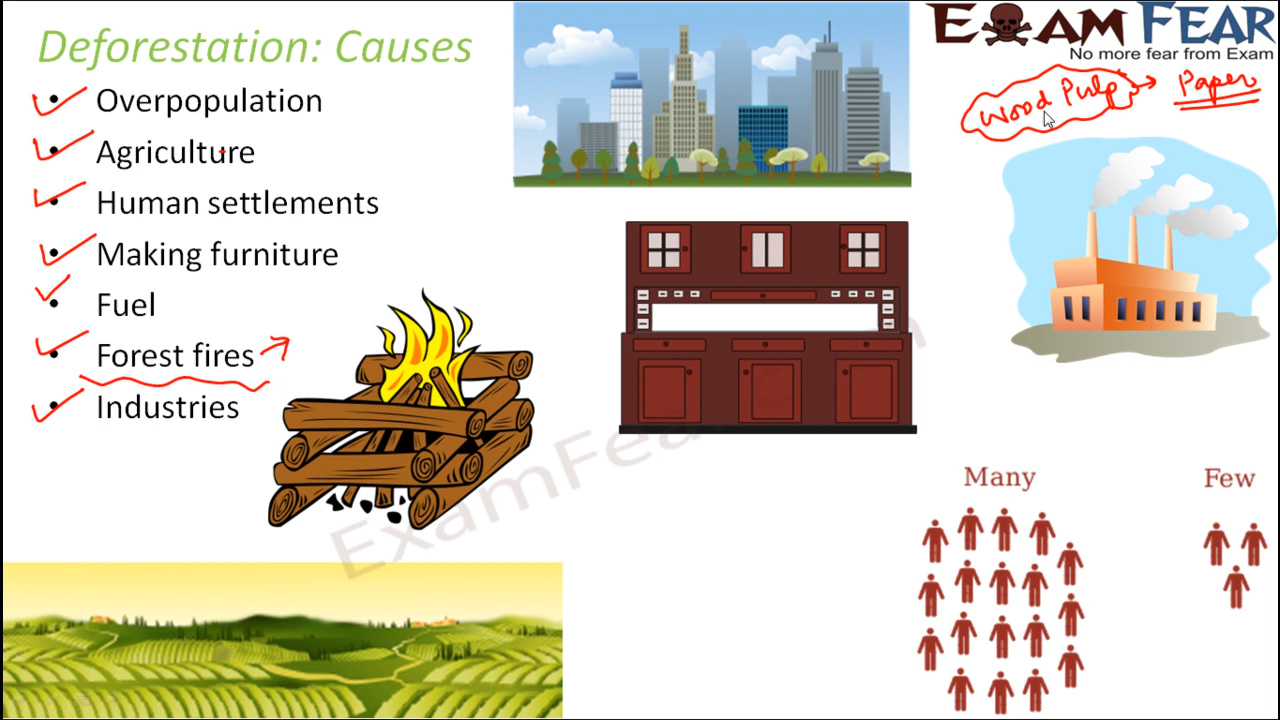 Deforestation: Causes
• Overpopulation
• Agriculture
• Human settlements
• Making furniture
• Fuel
• Forest fires
• Industries
EXAM FEAR
No more fear from Exam
Wood Pulp → Paper
Many
Few
ExamFear